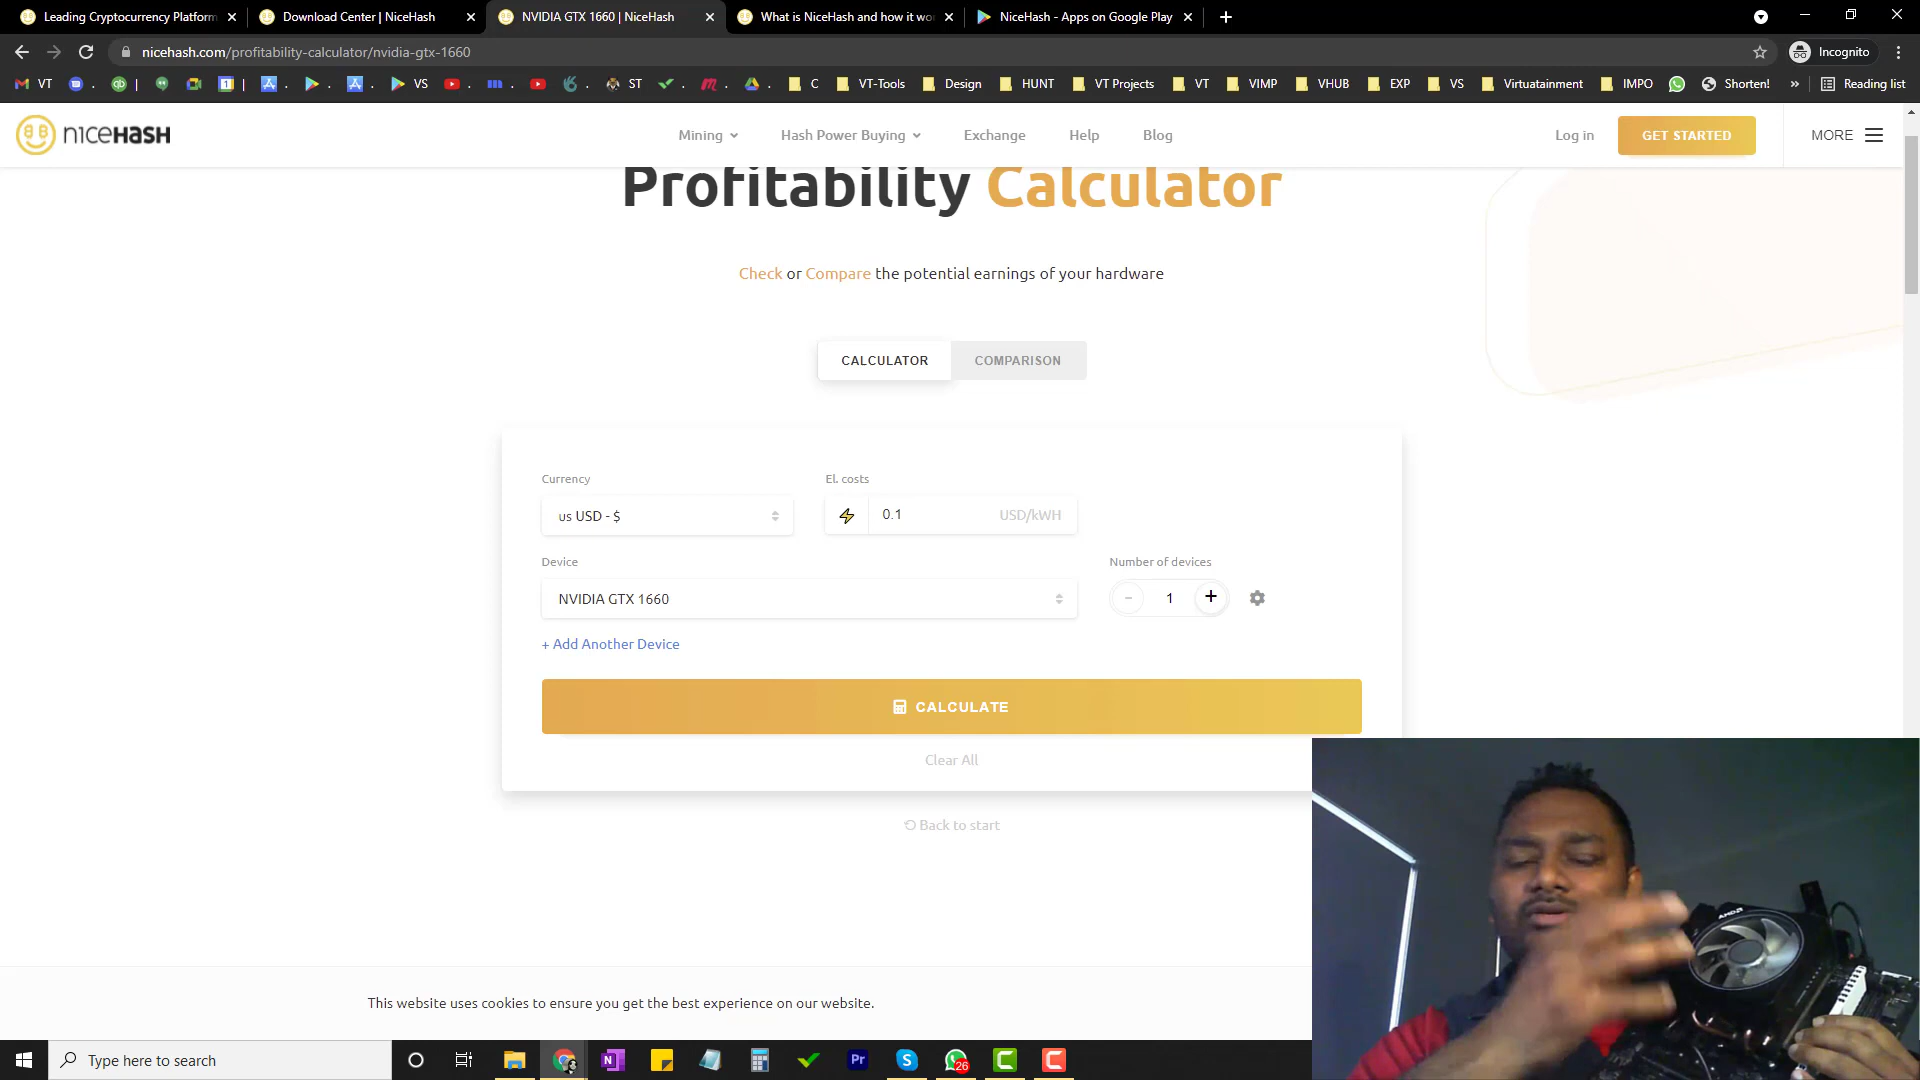 Leading Cryptocurrency Platform
Download Center | NiceHash
NVIDIA GTX 1660 | NiceHash
What is NiceHash and how it wo
NiceHash - Apps on Google Play
nicehash.com/profitability-calculator/nvidia-gtx-1660
Incognito
VT
VS
ST
C
VT-Tools
Design
HUNT
VT Projects
VT
VIMP
VHUB
EXP
VS
Virtuatainment
IMPO
Shorten!
»
Reading list
niceHASH
Mining
Hash Power Buying
Exchange
Help
Blog
Log in
GET STARTED
MORE
Profitability Calculator
Check or Compare the potential earnings of your hardware
CALCULATOR
COMPARISON
Currency
El. costs
us USD - $
0.1
USD/kWH
Device
Number of devices
NVIDIA GTX 1660
- 1 +
+ Add Another Device
CALCULATE
Clear All
Back to start
AMD
This website uses cookies to ensure you get the best experience on our website.
Type here to search
Pr
26